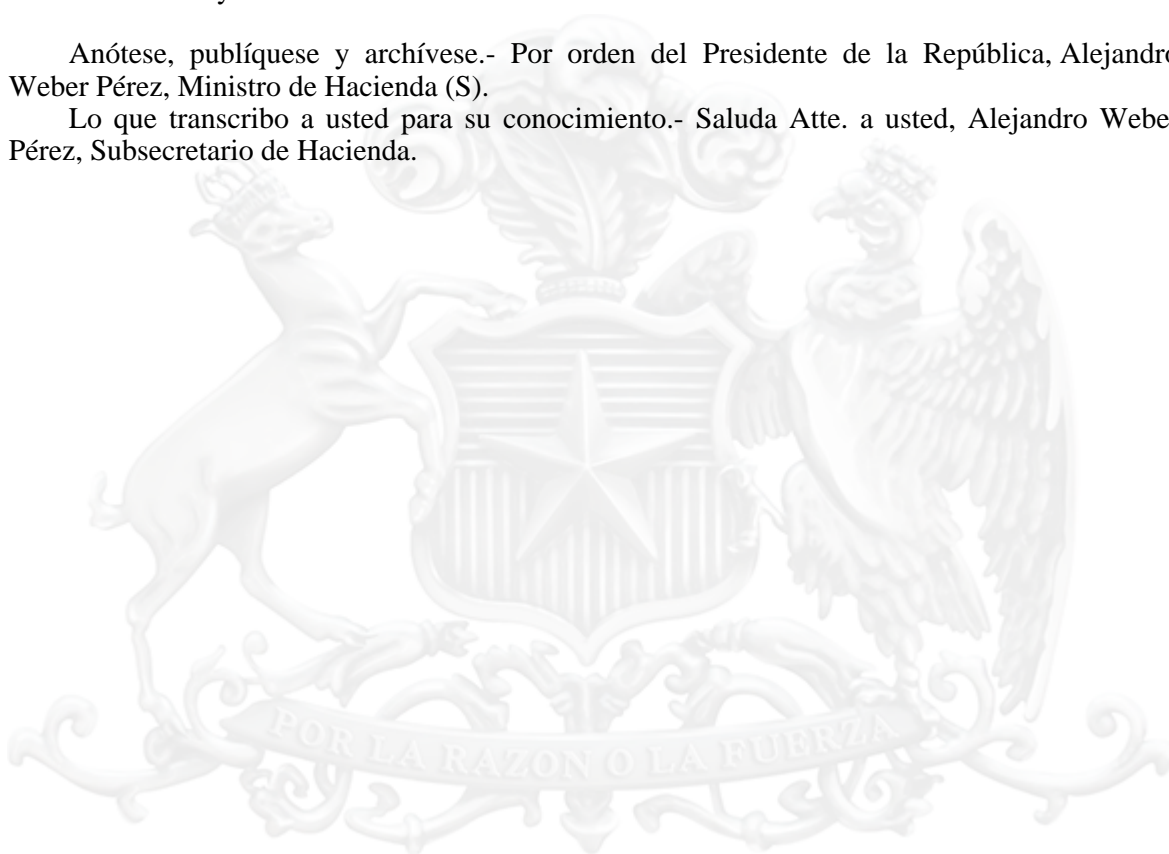 y
Anótese, publíquese y archívese.- Por orden del Presidente de la República, Alejandro
Weber Pérez, Ministro de Hacienda (S).
Lo que transcribo a usted para su conocimiento.- Saluda Atte. a usted, Alejandro Weber
Pérez, Subsecretario de Hacienda.
POR LA RAZON O LA FUERZA